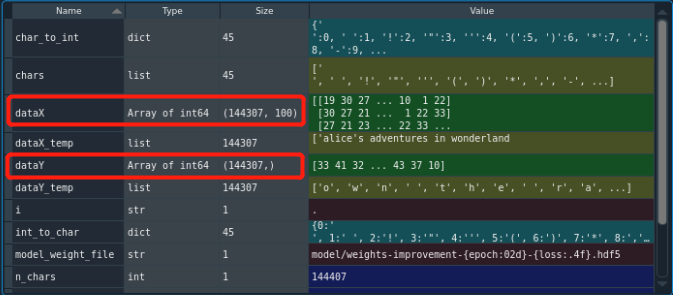 Name Type Size Value
char_to_int dict 45 {'
':0, ' ':1, '!':2, '"':3, ''':4, '(':5, ')':6, '*':7, ',':
8, '-':9, ...
chars list 45 ['
', ' ', '!', '"', ''', '(', ')', '*', ',', '-', ...]
dataX Array of int64 (144307, 100) [[19 30 27 ... 10 1 22]
[30 27 21 ... 1 22 33]
[27 21 23 ... 22 33 ...
dataX_temp list 144307 ['alice's adventures in wonderland
dataY Array of int64 (144307,) [33 41 32 ... 43 37 10]
dataY_temp list 144307 ['o', 'w', 'n', ' ', 't', 'h', 'e', ' ', 'r', 'a', ...]
i str 1 .
int_to_char dict 45 {0:'
', 1:' ', 2:'!', 3:'"', 4:''', 5:'(', 6:')', 7:'*', 8:','…
model_weight_file str 1 model/weights-improvement-{epoch:02d}-{loss:.4f}.hdf5
n_chars int 1 144407